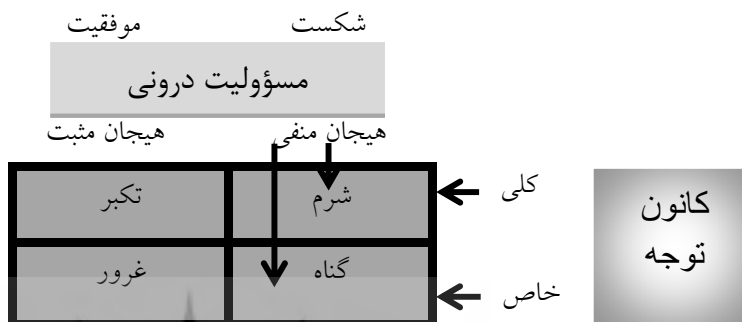 شکست موفقیت
مسؤولیت درونی
هیجان منفی هیجان مثبت
کانون
توجه
کلی
شرم تکبر
خاص
گناه غرور